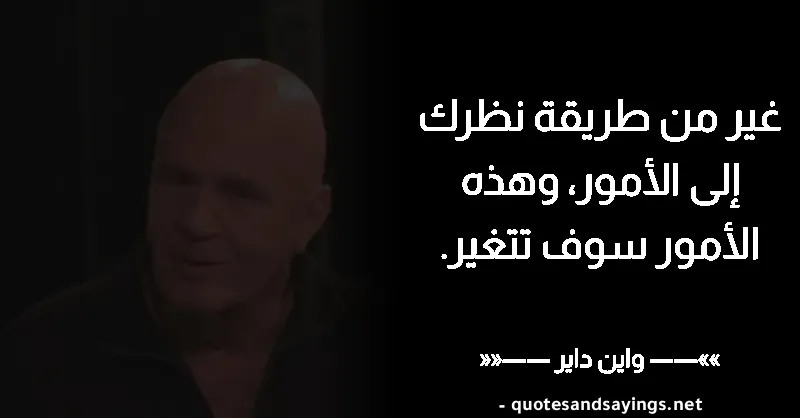 غير من طريقة نظرك
إلى الأمور، وهذه
الأمور سوف تتغير.
»»—— واين داير ——««
- quotesandsayings.net